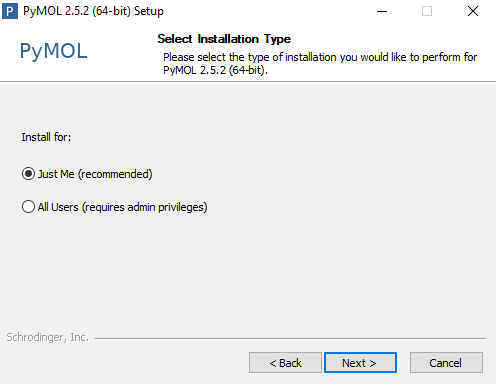 P PyMOL 2.5.2 (64-bit) Setup
PyMOL
Select Installation Type
Please select the type of installation you would like to perform for
PyMOL 2.5.2 (64-bit).
Install for:
Just Me (recommended)
All Users (requires admin privileges)
Schrodinger, Inc.
< Back
Next >
Cancel